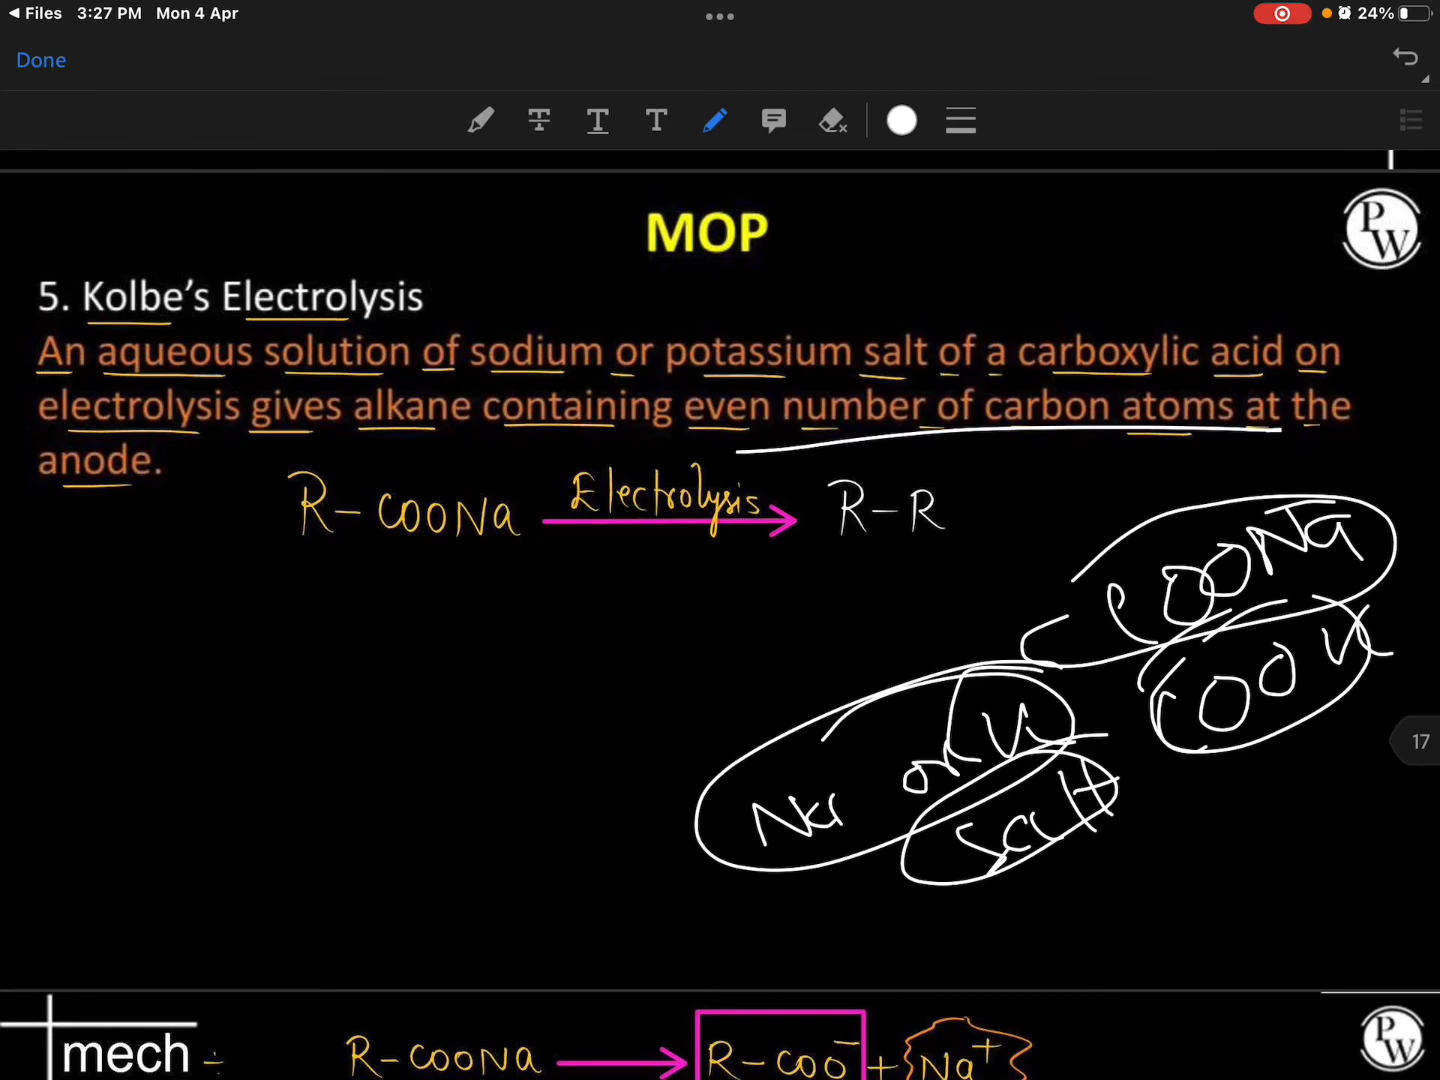 Files 3:27 PM Mon 4 Apr 24%
Done
T T T
MOP
P
W
5. Kolbe’s Electrolysis
An aqueous solution of sodium or potassium salt of a carboxylic acid on
electrolysis gives alkane containing even number of carbon atoms at the
anode.
R-COONa Electrolysis R-R
COONa
COOK
Na or K
Salt
17
P
W
mech ÷ R-COONa R-COO⁻ + Na⁺